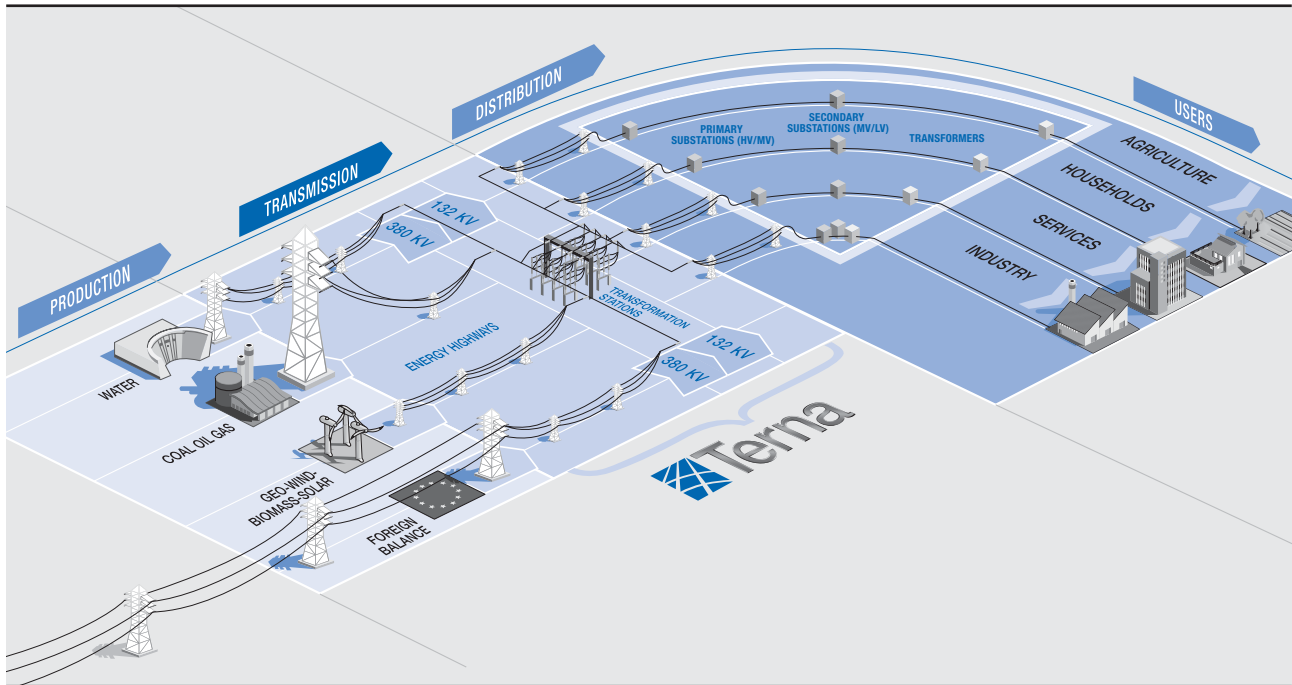 PRODUCTION
TRANSMISSION
DISTRIBUTION
USERS
WATER
COAL OIL GAS
GEO-WIND-
BIOMASS-SOLAR
FOREIGN
BALANCE
380 KV
132 KV
ENERGY HIGHWAYS
TRANSFORMATION
STATIONS
380 KV
132 KV
PRIMARY
SUBSTATIONS (HV/MV)
SECONDARY
SUBSTATIONS (MV/LV)
TRANSFORMERS
AGRICULTURE
HOUSEHOLDS
SERVICES
INDUSTRY
Terna